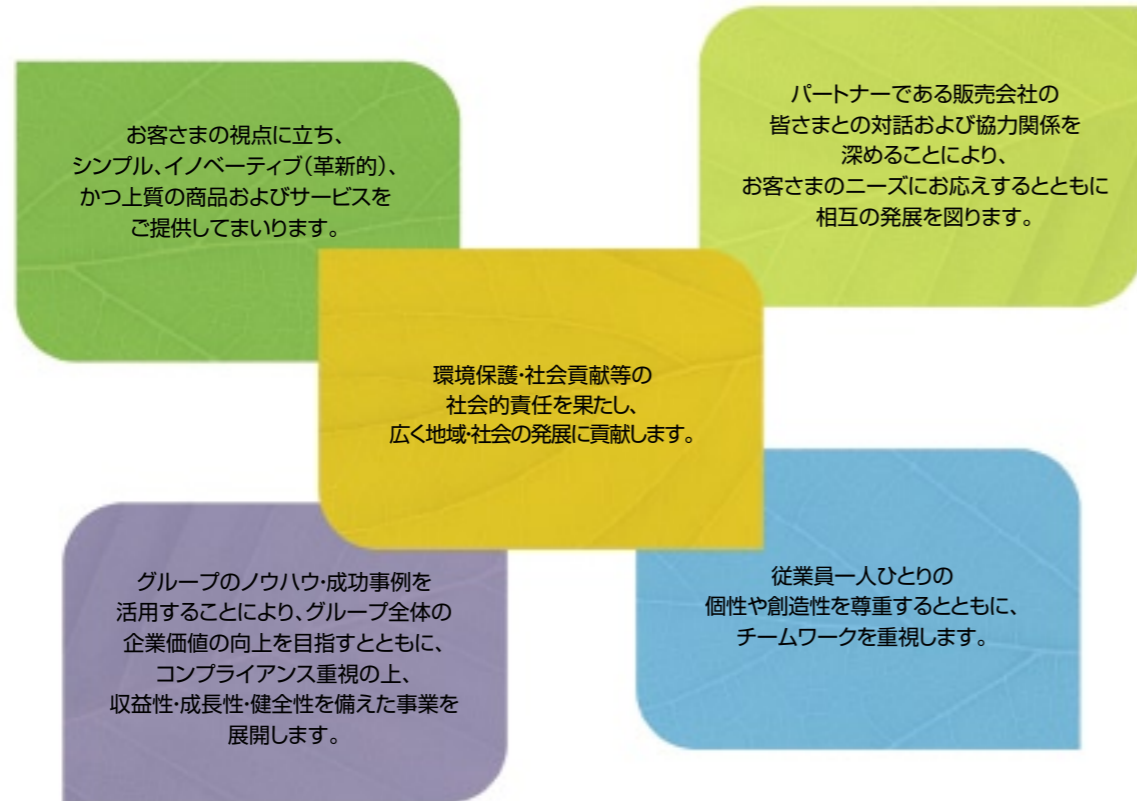 お客さまの視点に立ち、
シンプル、イノベーティブ（革新的）、
かつ上質の商品およびサービスを
ご提供してまいります。
パートナーである販売会社の
皆さまとの対話および協力関係を
深めることにより、
お客さまのニーズにお応えするとともに
相互の発展を図ります。
環境保護・社会貢献等の
社会的責任を果たし、
広く地域・社会の発展に貢献します。
グループのノウハウ・成功事例を
活用することにより、グループ全体の
企業価値の向上を目指すとともに、
コンプライアンス重視の上、
収益性・成長性・健全性を備えた事業を
展開します。
従業員一人ひとりの
個性や創造性を尊重するとともに、
チームワークを重視します。